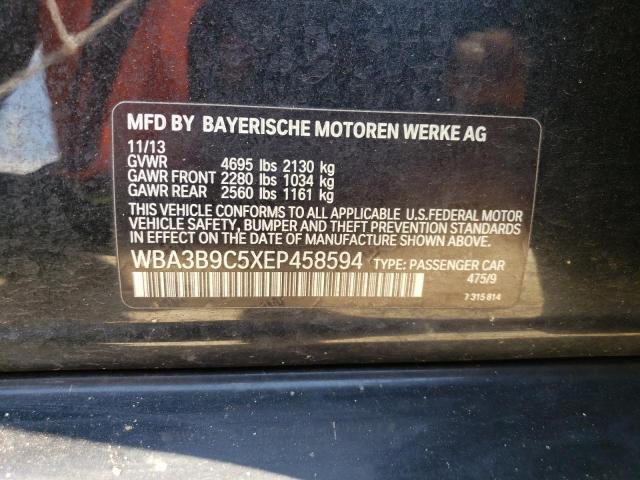 MFD BY BAYERISCHE MOTOREN WERKE AG
11/13
GVWR 4695 lbs 2130 kg
GAWR FRONT 2280 lbs 1034 kg
GAWR REAR 2560 lbs 1161 kg
THIS VEHICLE CONFORMS TO ALL APPLICABLE U.S.FEDERAL MOTOR
VEHICLE SAFETY, BUMPER AND THEFT PREVENTION STANDARDS
IN EFFECT ON THE DATE OF MANUFACTURE SHOWN ABOVE.
WBA3B9C5XEP458594 TYPE: PASSENGER CAR
475/9
7 315 814